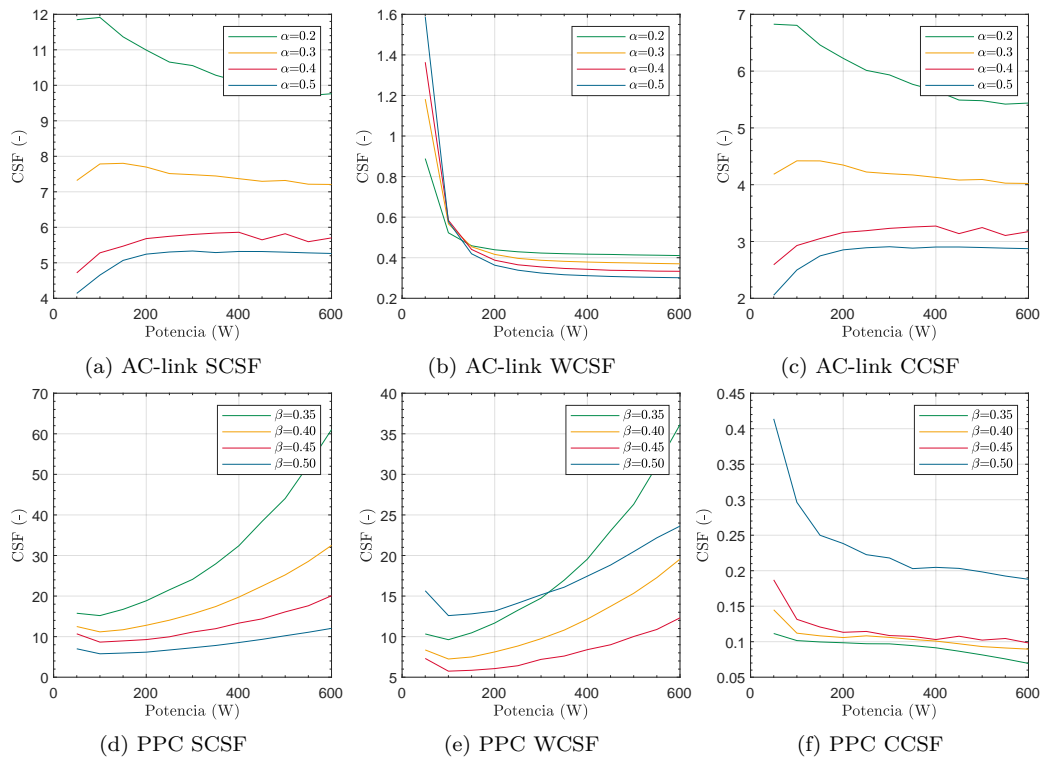 CSF (-)
12
11
10
9
8
7
6
5
4
0
200
400
600
Potencia (W)
α=0.2
α=0.3
α=0.4
α=0.5
(a) AC-link SCSF
CSF (-)
1.6
1.4
1.2
1
0.8
0.6
0.4
0.2
0
200
400
600
Potencia (W)
α=0.2
α=0.3
α=0.4
α=0.5
(b) AC-link WCSF
CSF (-)
7
6
5
4
3
2
0
200
400
600
Potencia (W)
α=0.2
α=0.3
α=0.4
α=0.5
(c) AC-link CCSF
CSF (-)
70
60
50
40
30
20
10
0
0
200
400
600
Potencia (W)
β=0.35
β=0.40
β=0.45
β=0.50
(d) PPC SCSF
CSF (-)
40
35
30
25
20
15
10
5
0
200
400
600
Potencia (W)
β=0.35
β=0.40
β=0.45
β=0.50
(e) PPC WCSF
CSF (-)
0.45
0.4
0.35
0.3
0.25
0.2
0.15
0.1
0.05
0
200
400
600
Potencia (W)
β=0.35
β=0.40
β=0.45
β=0.50
(f) PPC CCSF